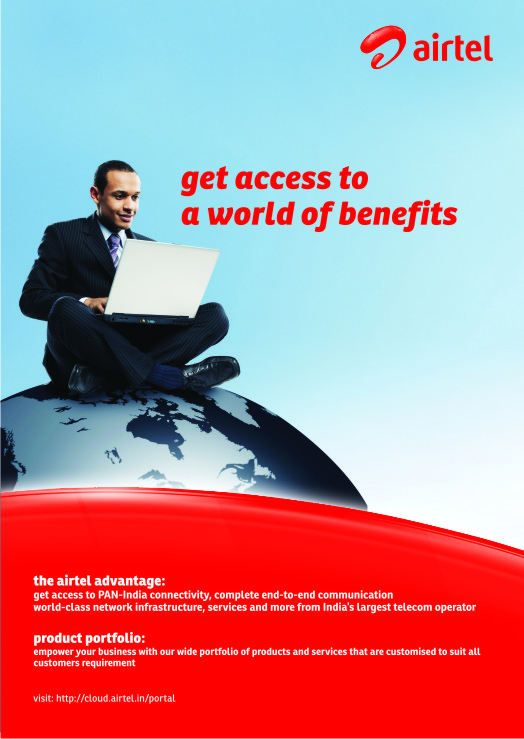 airtel
get access to
a world of benefits
the airtel advantage:
get access to PAN-India connectivity, complete end-to-end communication
world-class network infrastructure, services and more from India's largest telecom operator
product portfolio:
empower your business with our wide portfolio of products and services that are customised to suit all
customers requirement
visit: http://cloud.airtel.in/portal